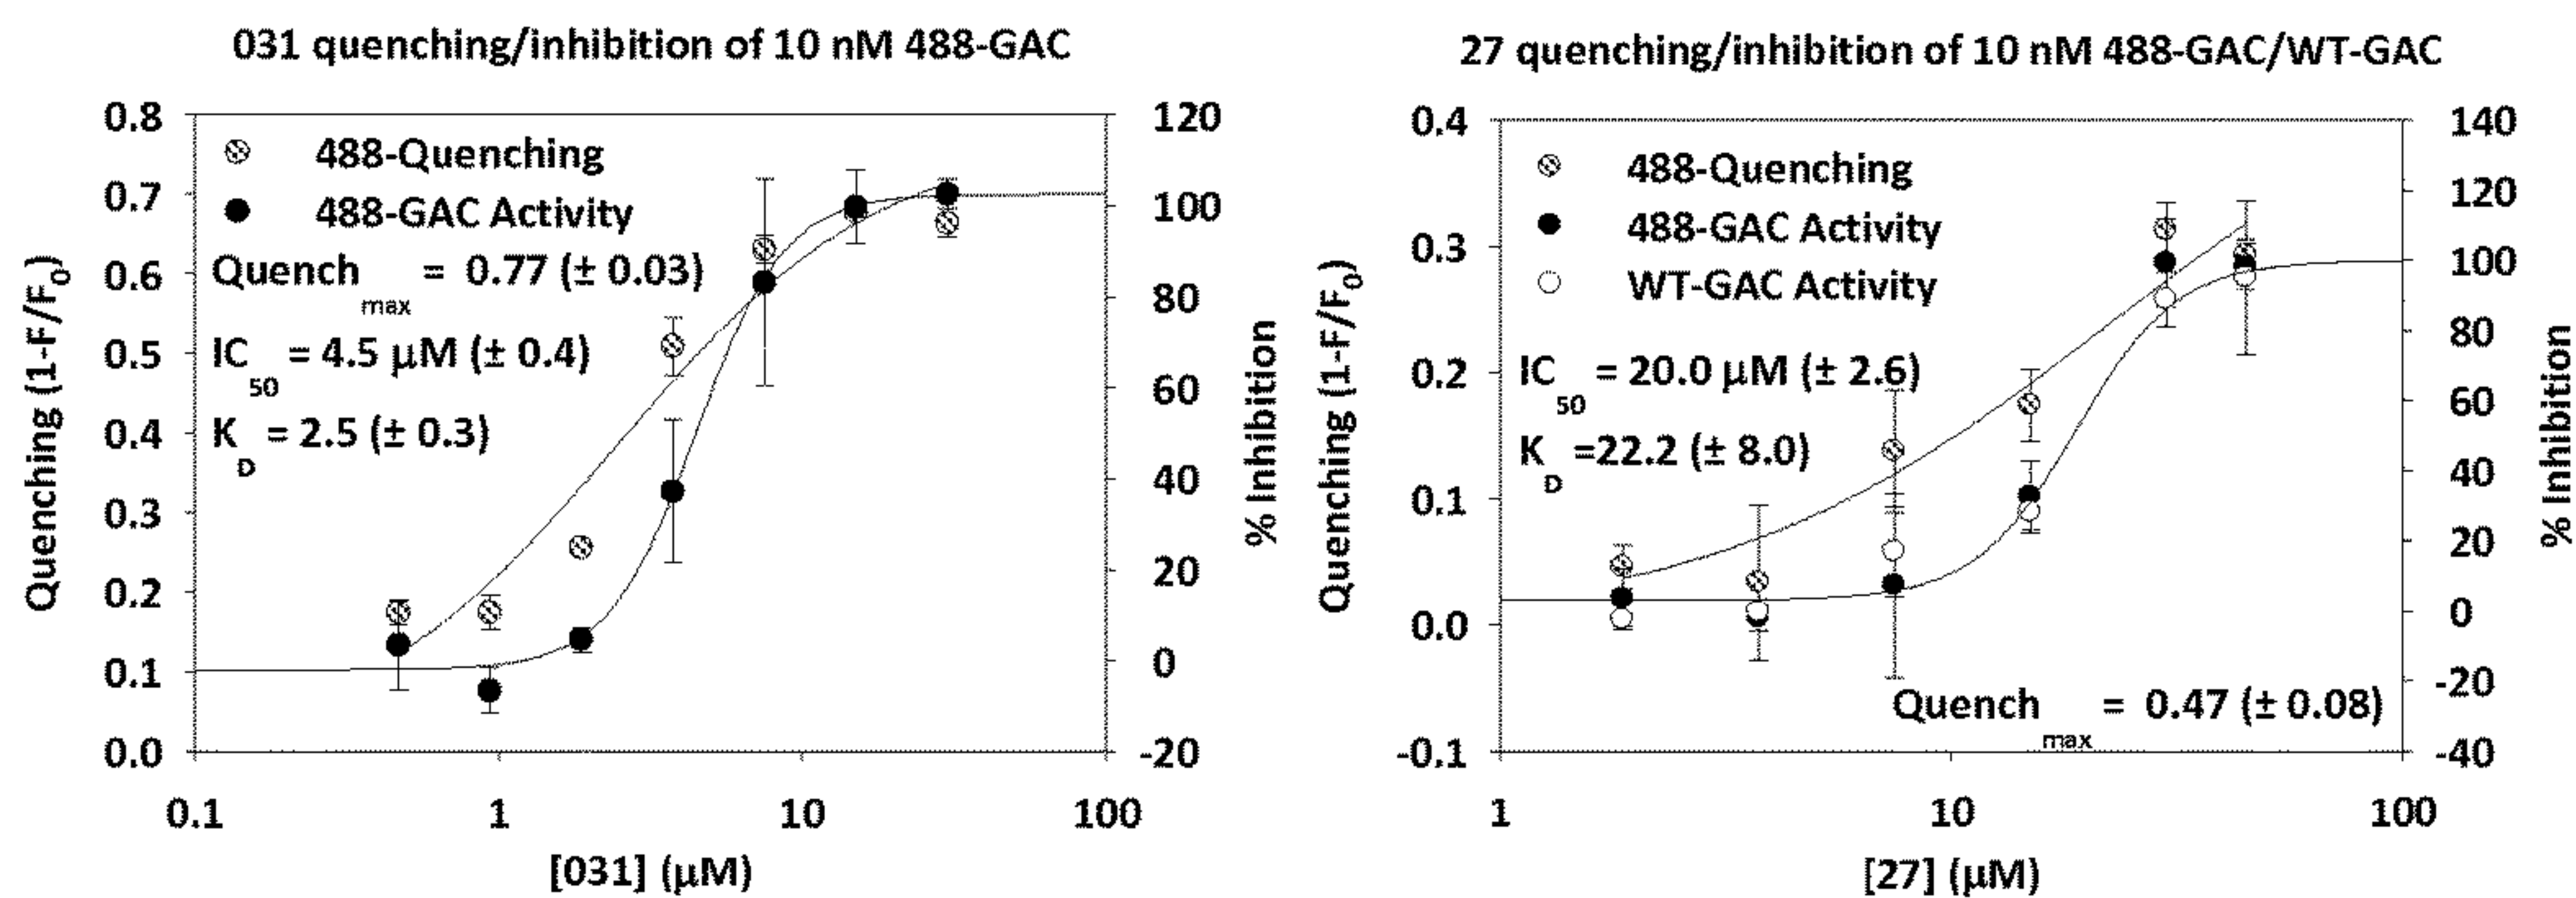 031 quenching/inhibition of 10 nM 488-GAC
0.8
0.7
0.6
0.5
0.4
0.3
0.2
0.1
0.0
Quenching (1-F/F0)
488-Quenching
488-GAC Activity
Quench max = 0.77 (± 0.03)
IC50 = 4.5 µM (± 0.4)
KD = 2.5 (± 0.3)
120
100
80
60
40
20
0
-20
% Inhibition
0.1 1 10 100
[031] (µM)
27 quenching/inhibition of 10 nM 488-GAC/WT-GAC
0.4
0.3
0.2
0.1
0.0
-0.1
Quenching (1-F/F0)
488-Quenching
488-GAC Activity
WT-GAC Activity
IC50 = 20.0 µM (± 2.6)
KD =22.2 (± 8.0)
Quench max = 0.47 (± 0.08)
140
120
100
80
60
40
20
0
-20
-40
% Inhibition
1 10 100
[27] (µM)